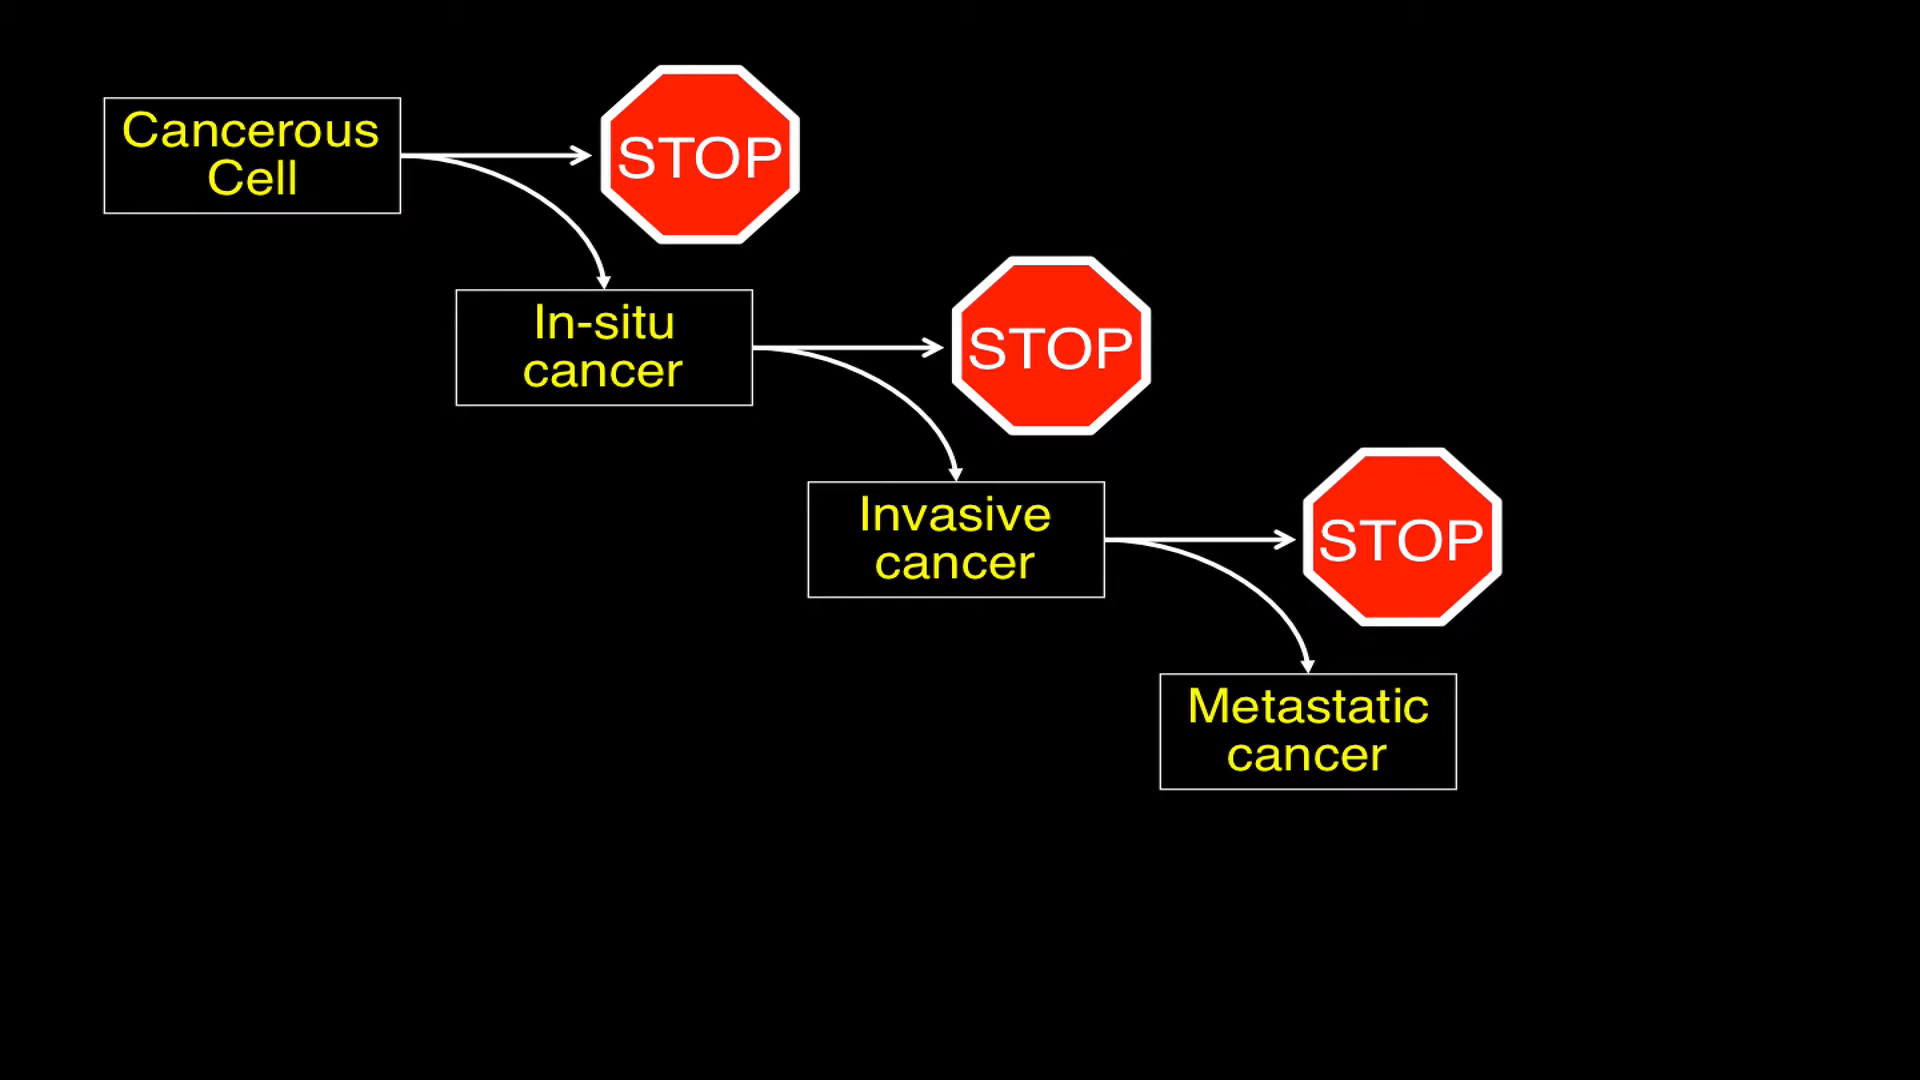 Cancerous
Cell
STOP
In-situ
cancer
STOP
Invasive
cancer
STOP
Metastatic
cancer